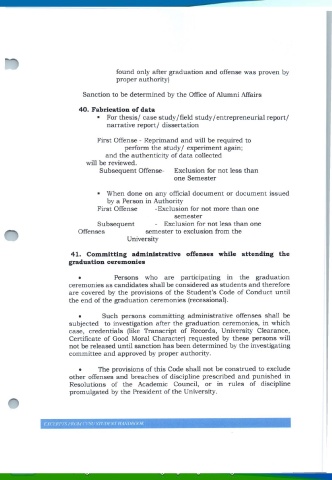 found only after graduation and offense was proven by
proper authority)
Sanction to be determined by the Office of Alumni Affairs
40. Fabrication of data
• For thesis/ case study/field study/entrepreneurial report/
narrative report/ dissertation
First Offense - Reprimand and will be required to
perform the study/ experiment again;
and the authenticity of data collected
will be reviewed.
Subsequent Offense- Exclusion for not less than
one Semester
• When done on any official document or document issued
by a Person in Authority
First Offense -Exclusion for not more than one
semester
Subsequent - Exclusion for not less than one
Offenses semester to exclusion from the
University
41. Committing administrative offenses while attending the
graduation ceremonies
• Persons who are participating in the graduation
ceremonies as candidates shall be considered as students and therefore
are covered by the provisions of the Student's Code of Conduct until
the end of the graduation ceremonies (recessional).
• Such persons committing administrative offenses shall be
subjected to investigation after the graduation ceremonies, in which
case, credentials (like Transcript of Records, University Clearance,
Certificate of Good Moral Character) requested by these persons will
not be released until sanction has been determined by the investigating
committee and approved by proper authority.
• The provisions of this Code shall not be construed to exclude
other offenses and breaches of discipline prescribed and punished in
Resolutions of the Academic Council, or in rules of discipline
promulgated by the President of the University.
STUDENT HANDBOOK